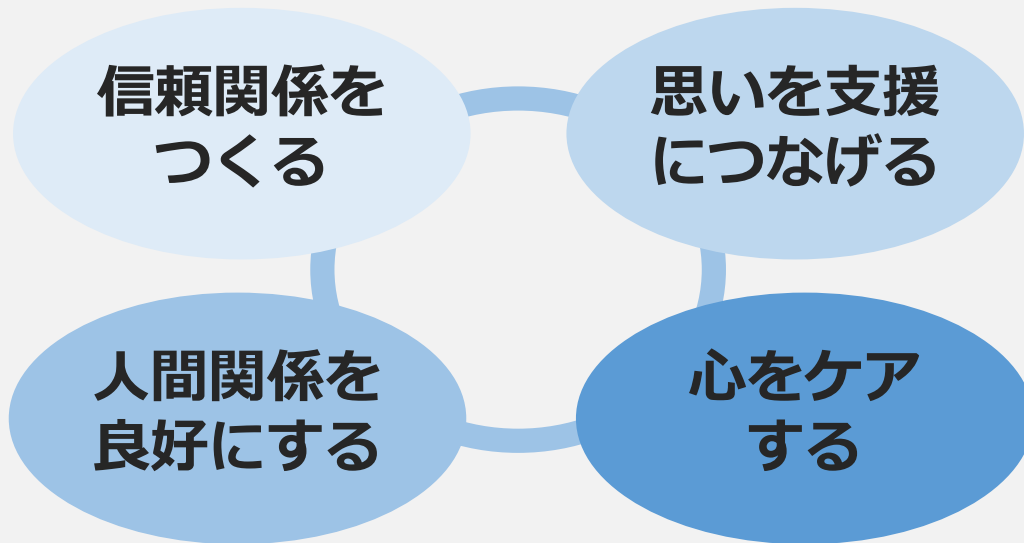 信頼関係を
つくる
思いを支援
につなげる
人間関係を
良好にする
心をケア
する